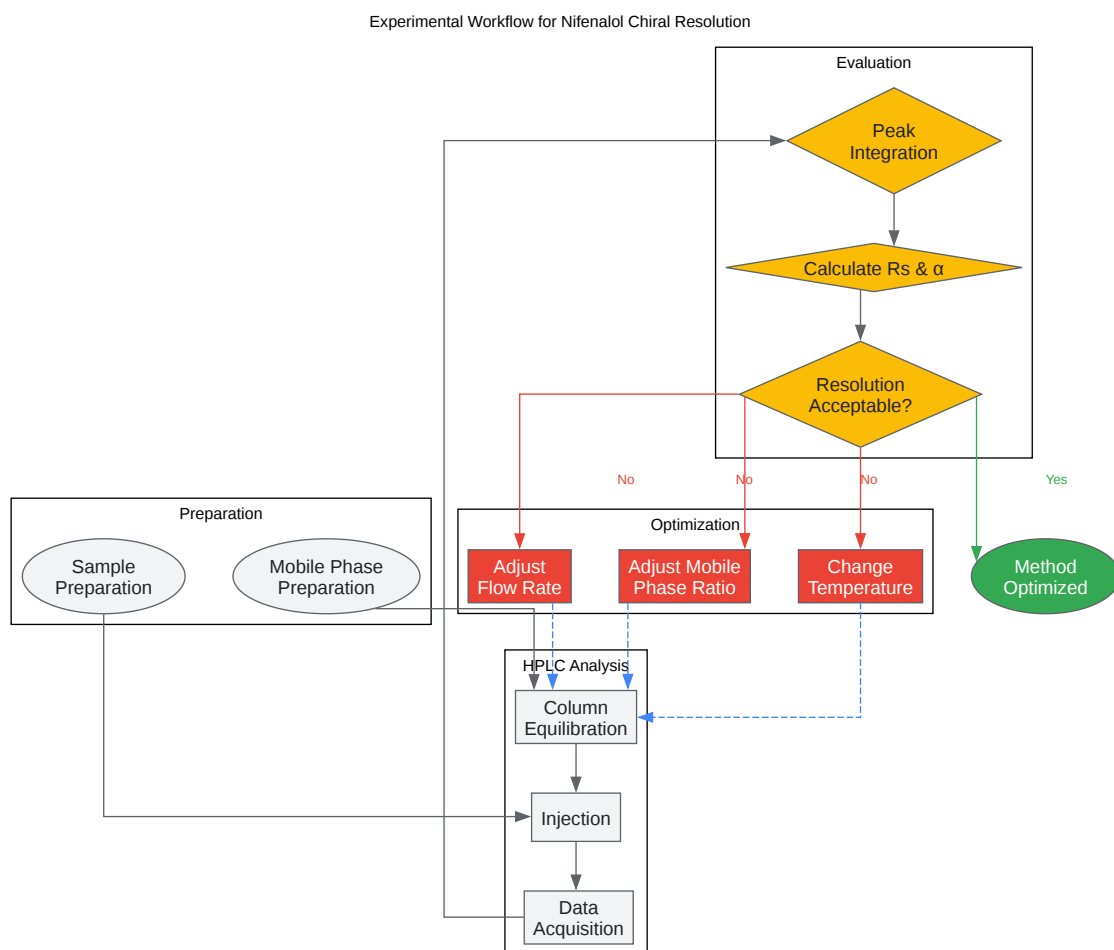 Experimental Workflow for Nifenalol Chiral Resolution
Evaluation
Peak
Integration
Calculate Rs & α
Resolution
Acceptable?
No
No
No
Yes
Preparation
Sample
Preparation
Mobile Phase
Preparation
Optimization
Adjust
Flow Rate
Adjust Mobile
Phase Ratio
Change
Temperature
Method
Optimized
HPLC Analysis
Column
Equilibration
Injection
Data
Acquisition